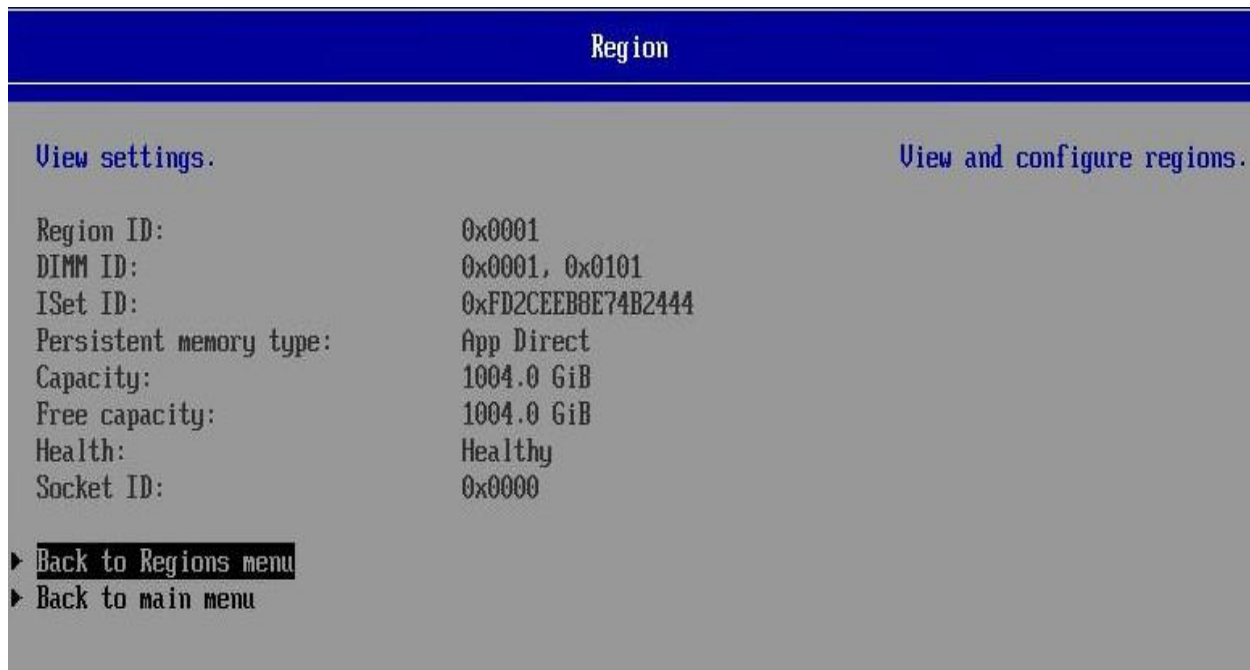 Region
View settings.
View and configure regions.
Region ID: 0x0001
DIMM ID: 0x0001, 0x0101
ISet ID: 0xFD2CEEB8E74B2444
Persistent memory type: App Direct
Capacity: 1004.0 GiB
Free capacity: 1004.0 GiB
Health: Healthy
Socket ID: 0x0000
Back to Regions menu
Back to main menu